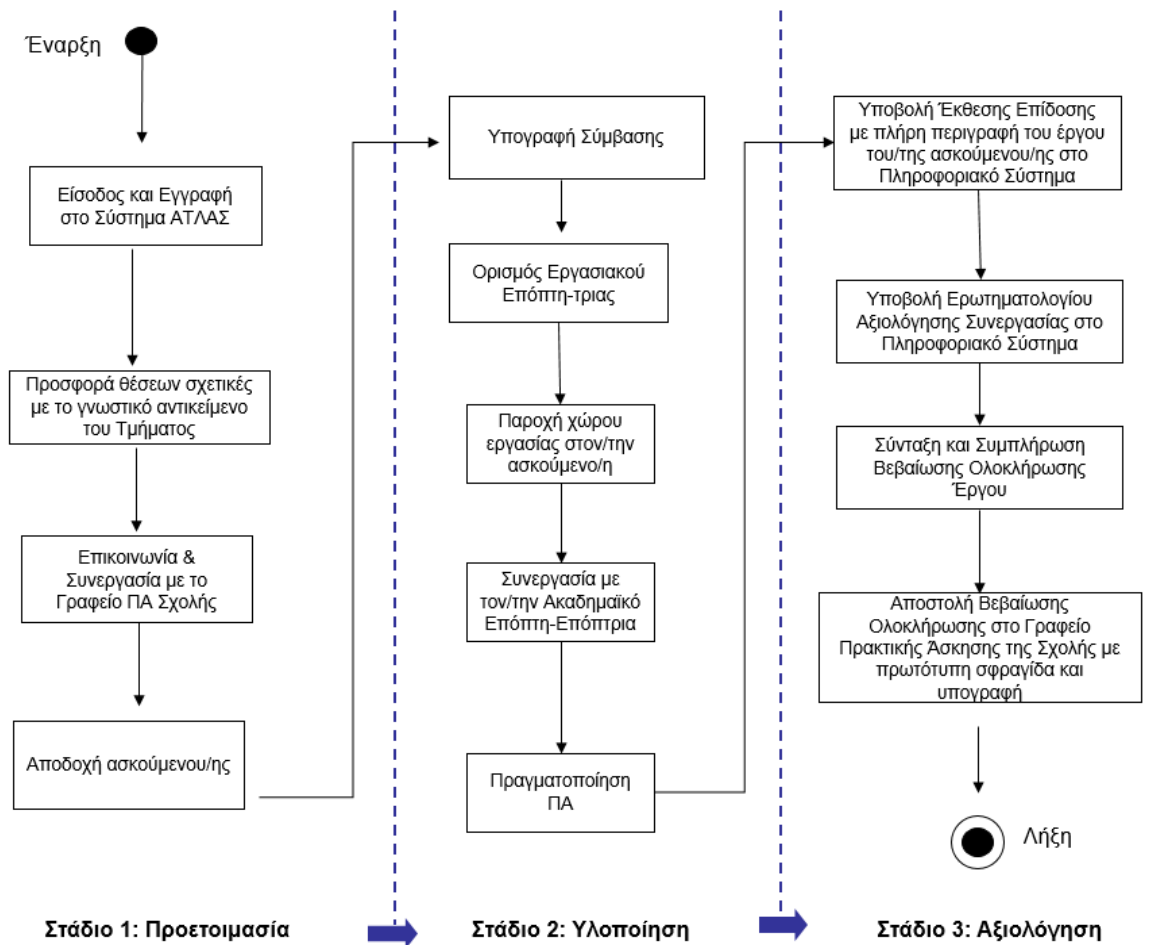 Έναρξη
Είσοδος και Εγγραφή
στο Σύστημα ΑΤΛΑΣ
Προσφορά θέσεων σχετικές
με το γνωστικό αντικείμενο
του Τμήματος
Επικοινωνία &
Συνεργασία με το
Γραφείο ΠΑ Σχολής
Αποδοχή ασκούμενου/ης
Στάδιο 1: Προετοιμασία
Υπογραφή Σύμβασης
Ορισμός Εργασιακού
Επόπτη-τριας
Παροχή χώρου
εργασίας στον/την
ασκούμενο/η
Συνεργασία με
τον/την Ακαδημαϊκό
Επόπτη-Επόπτρια
Πραγματοποίηση
ΠΑ
Στάδιο 2: Υλοποίηση
Υποβολή Έκθεσης Επίδοσης
με πλήρη περιγραφή του έργου
του/της ασκούμενου/ης στο
Πληροφοριακό Σύστημα
Υποβολή Ερωτηματολογίου
Αξιολόγησης Συνεργασίας στο
Πληροφοριακό Σύστημα
Σύνταξη και Συμπλήρωση
Βεβαίωσης Ολοκλήρωσης
Έργου
Αποστολή Βεβαίωσης
Ολοκλήρωσης στο Γραφείο
Πρακτικής Άσκησης της Σχολής με
πρωτότυπη σφραγίδα και
υπογραφή
Λήξη
Στάδιο 3: Αξιολόγηση